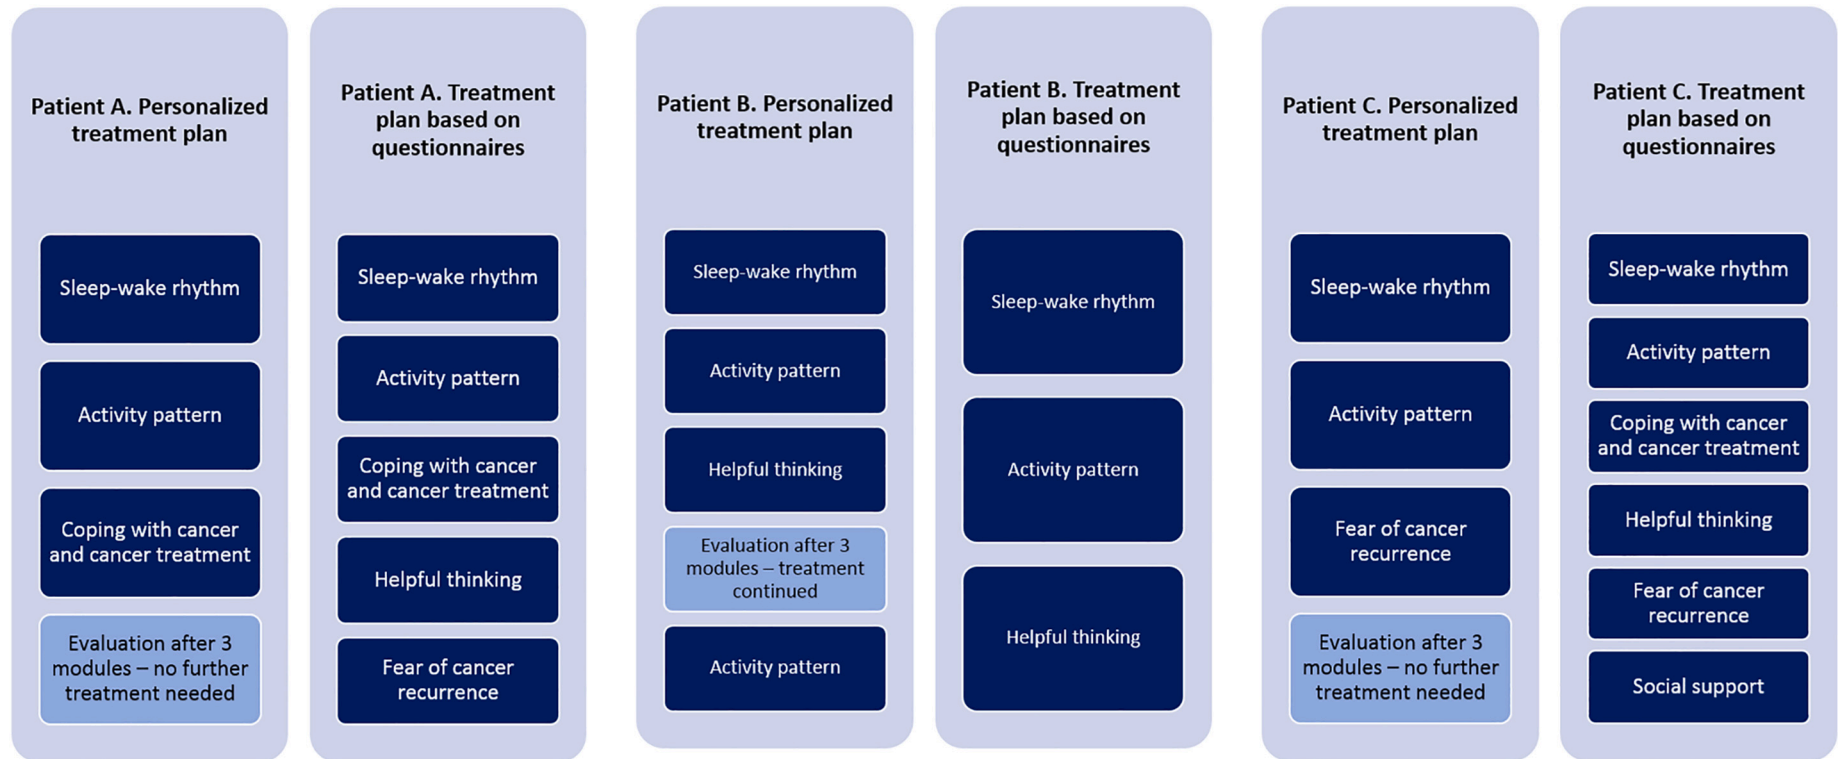 Patient A. Personalized
treatment plan
Sleep-wake rhythm
Activity pattern
Coping with cancer
and cancer treatment
Evaluation after 3
modules – no further
treatment needed
Patient A. Treatment
plan based on
questionnaires
Sleep-wake rhythm
Activity pattern
Coping with cancer
and cancer treatment
Helpful thinking
Fear of cancer
recurrence
Patient B. Personalized
treatment plan
Sleep-wake rhythm
Activity pattern
Helpful thinking
Evaluation after 3
modules – treatment
continued
Activity pattern
Patient B. Treatment
plan based on
questionnaires
Sleep-wake rhythm
Activity pattern
Helpful thinking
Patient C. Personalized
treatment plan
Sleep-wake rhythm
Activity pattern
Fear of cancer
recurrence
Evaluation after 3
modules – no further
treatment needed
Patient C. Treatment
plan based on
questionnaires
Sleep-wake rhythm
Activity pattern
Coping with cancer
and cancer treatment
Helpful thinking
Fear of cancer
recurrence
Social support